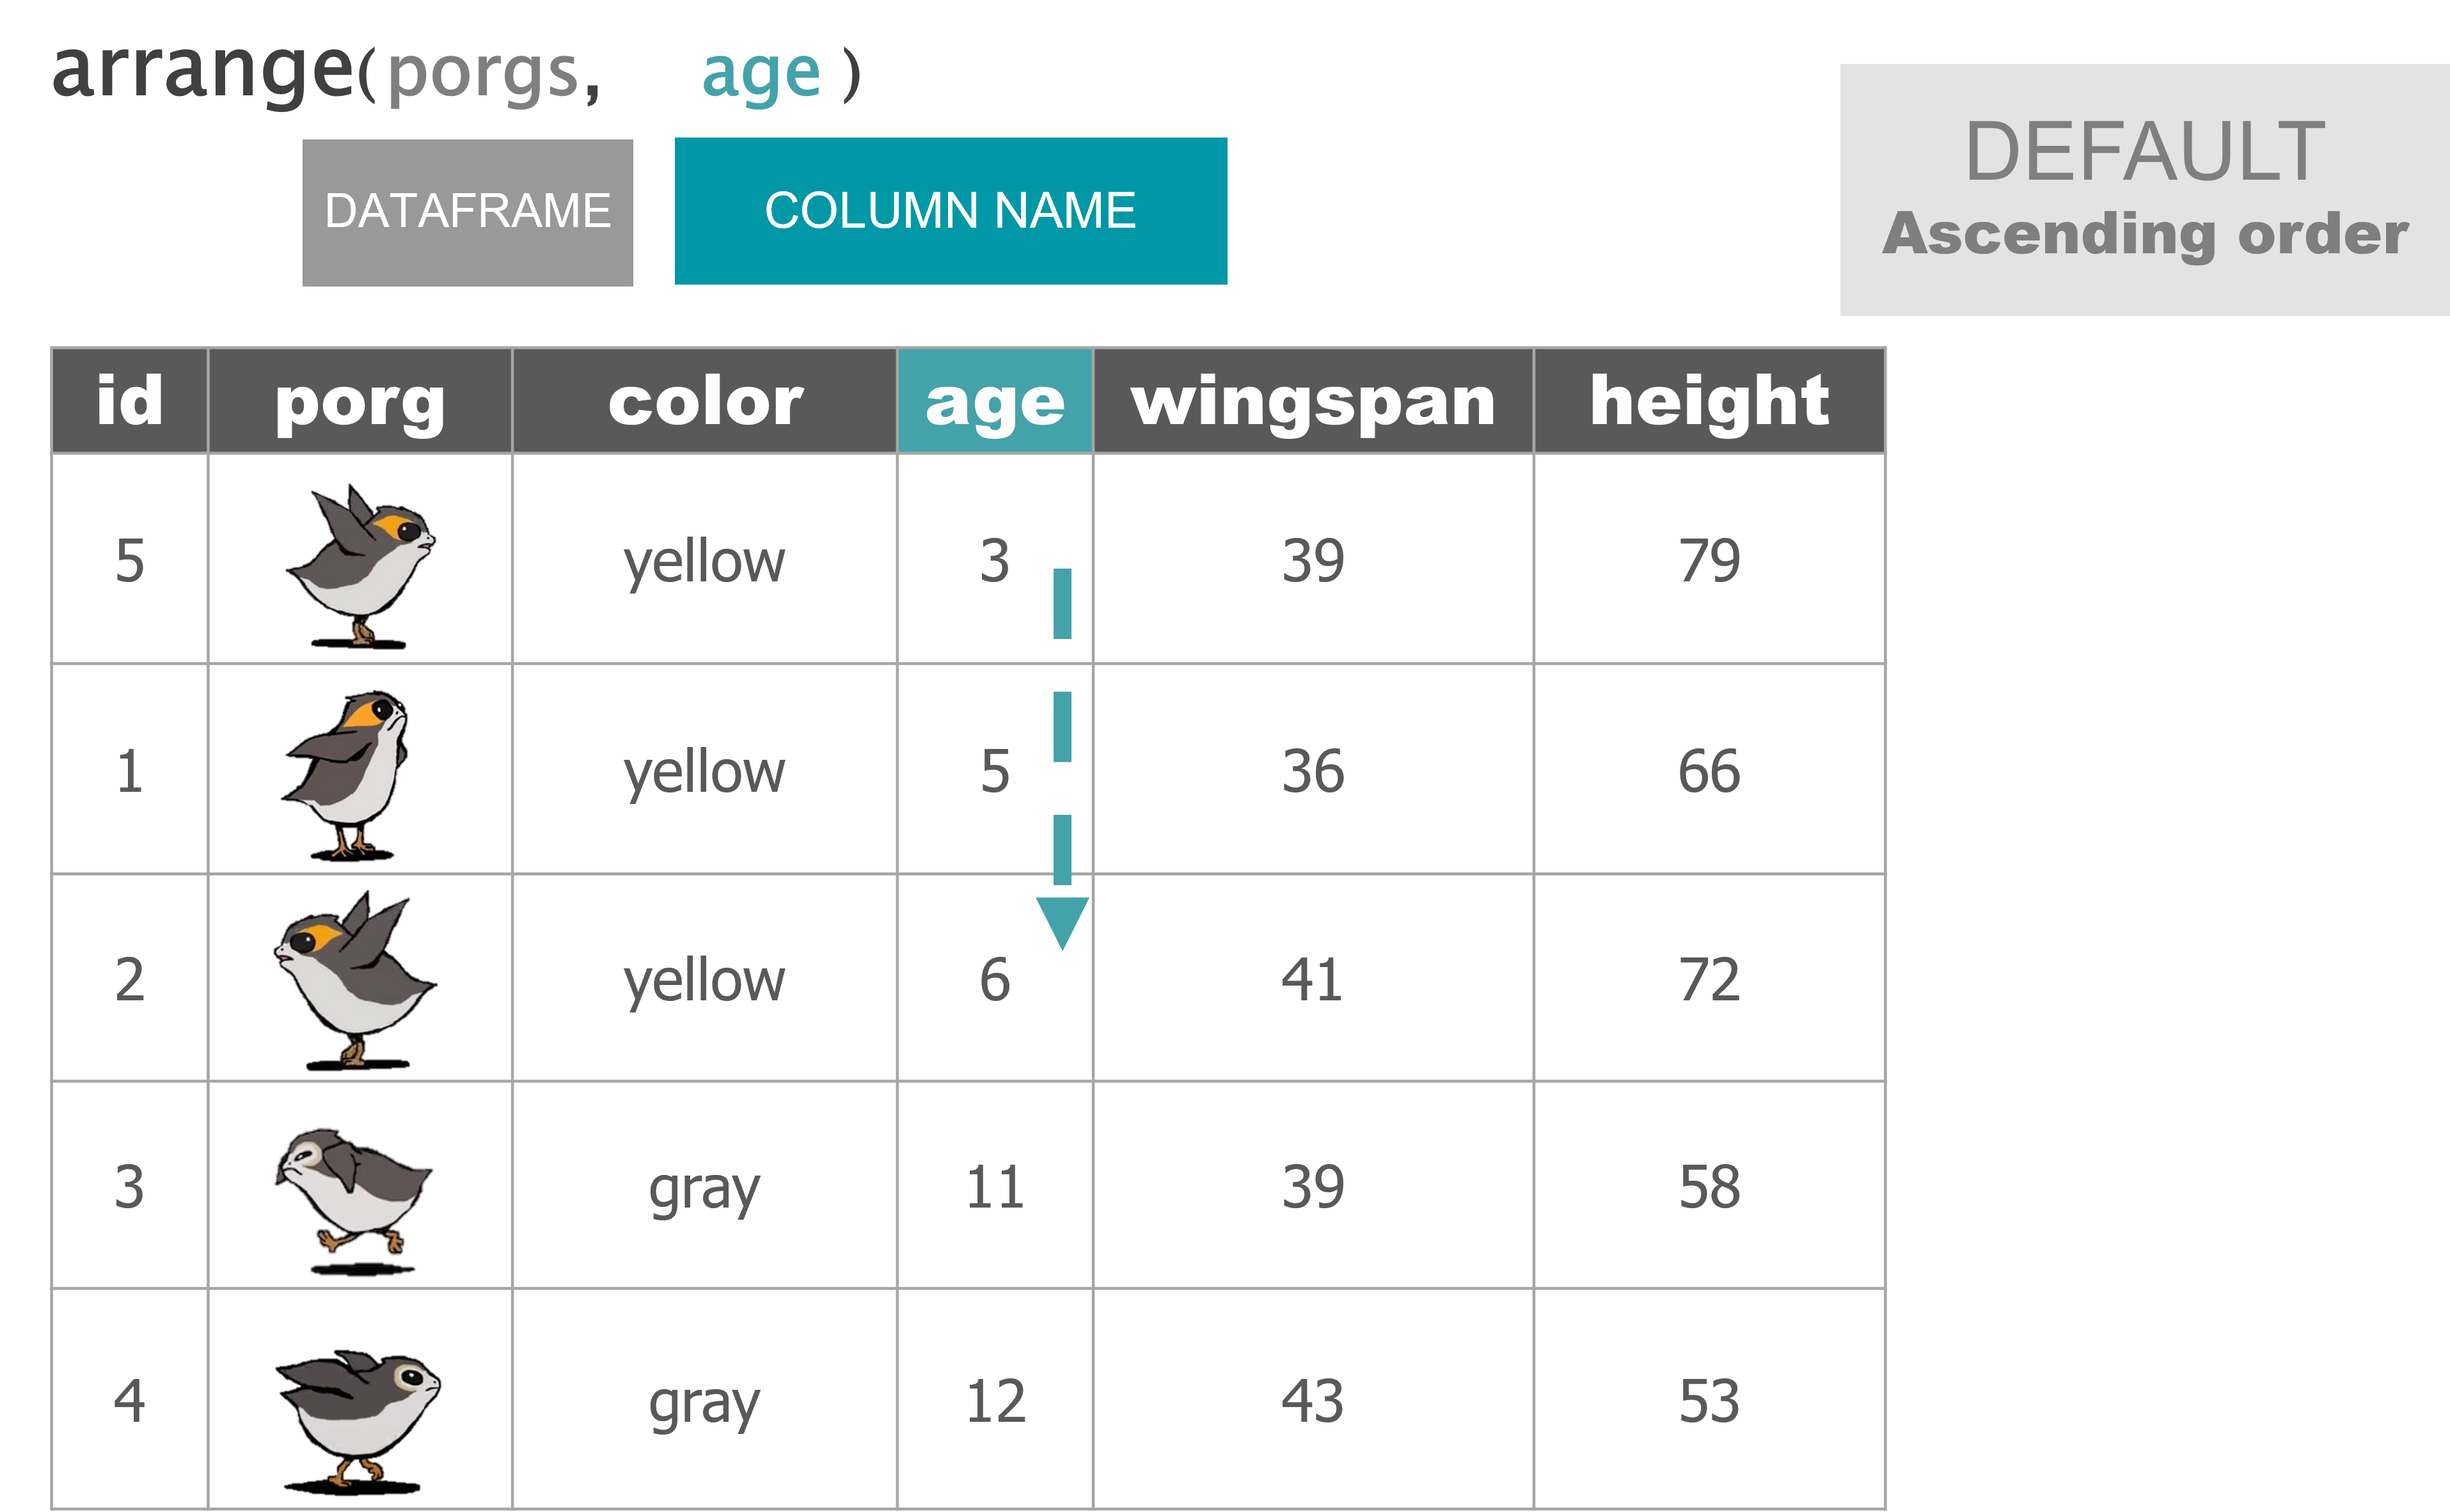 arrange(porgs, age )
DATAFRAME COLUMN NAME
DEFAULT
Ascending order
id porg color age wingspan height
5 yellow 3 39 79
1 yellow 5 36 66
2 yellow 6 41 72
3 gray 11 39 58
4 gray 12 43 53